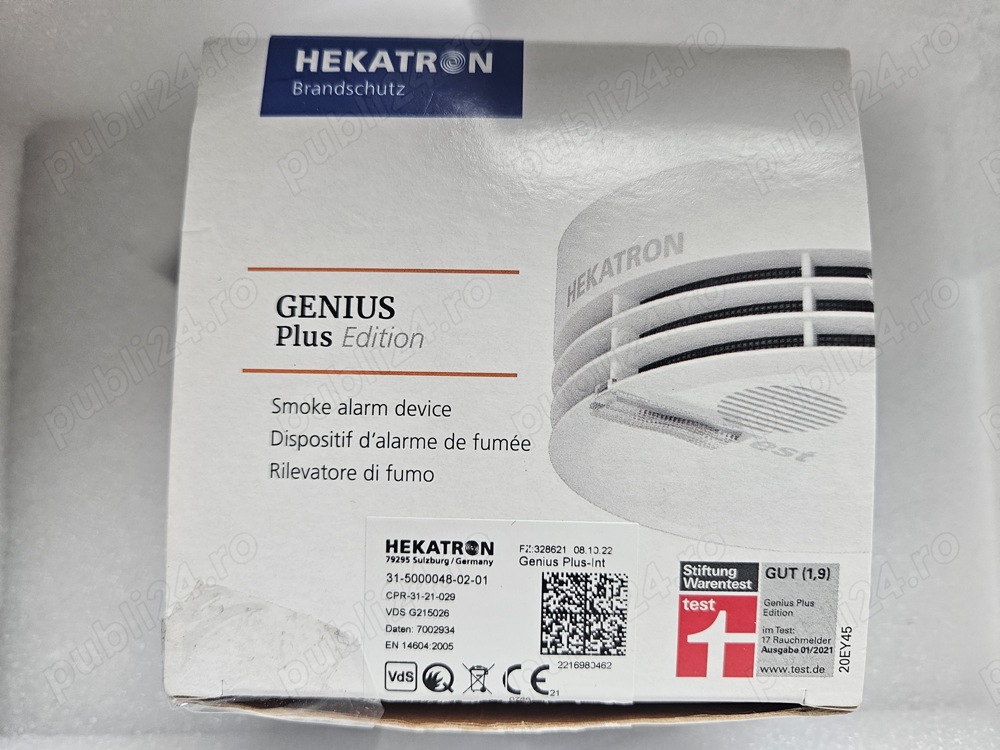 HEKATRON
Brandschutz
HEKATRON
GENIUS
Plus Edition
Smoke alarm device
Dispositif d'alarme de fumée
Rilevatore di fumo
Test
HEKATRON
79295 Sulzburg/Germany
31-5000048-02-01
CPR-31-21-029
VDS G215026
Daten: 7002934
EN 14604:2005
FZ:328621 08.10.22
Genius Plus-Int
2216980462
VdS
CE
21
Stiftung
Warentest
test
GUT (1,9)
Genius Plus
Edition
im Test:
17 Rauchmelder
Ausgabe 01/2021
www.test.de
20EY45
publi24.ro